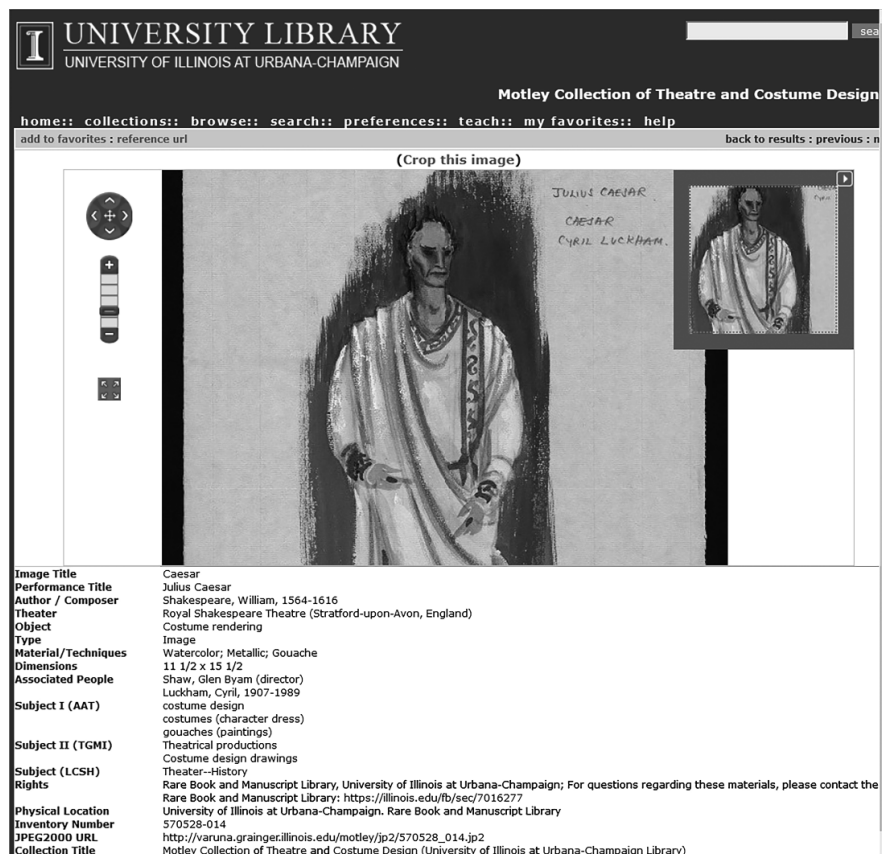 UNIVERSITY LIBRARY
UNIVERSITY OF ILLINOIS AT URBANA-CHAMPAIGN
sea
Motley Collection of Theatre and Costume Design
home:: collections:: browse:: search:: preferences:: teach:: my favorites:: help
add to favorites : reference url
back to results : previous : n
(Crop this image)
JULIUS CAESAR.
CAESAR
CYRIL LUCKHAM.
Image Title Caesar
Performance Title Julius Caesar
Author / Composer Shakespeare, William, 1564-1616
Theater Royal Shakespeare Theatre (Stratford-upon-Avon, England)
Object Costume rendering
Type Image
Material/Techniques Watercolor; Metallic; Gouache
Dimensions 11 1/2 x 15 1/2
Associated People Shaw, Glen Byam (director)
Luckham, Cyril, 1907-1989
Subject I (AAT) costume design
costumes (character dress)
gouaches (paintings)
Subject II (TGMI) Theatrical productions
Costume design drawings
Subject (LCSH) Theater--History
Rights Rare Book and Manuscript Library, University of Illinois at Urbana-Champaign; For questions regarding these materials, please contact the
Rare Book and Manuscript Library: https://illinois.edu/fb/sec/7016277
Physical Location University of Illinois at Urbana-Champaign. Rare Book and Manuscript Library
Inventory Number 570528-014
JPEG2000 URL http://varuna.grainger.illinois.edu/motley/jp2/570528_014.jp2
Collection Title Motley Collection of Theatre and Costume Design (University of Illinois at Urbana-Champaign Library)